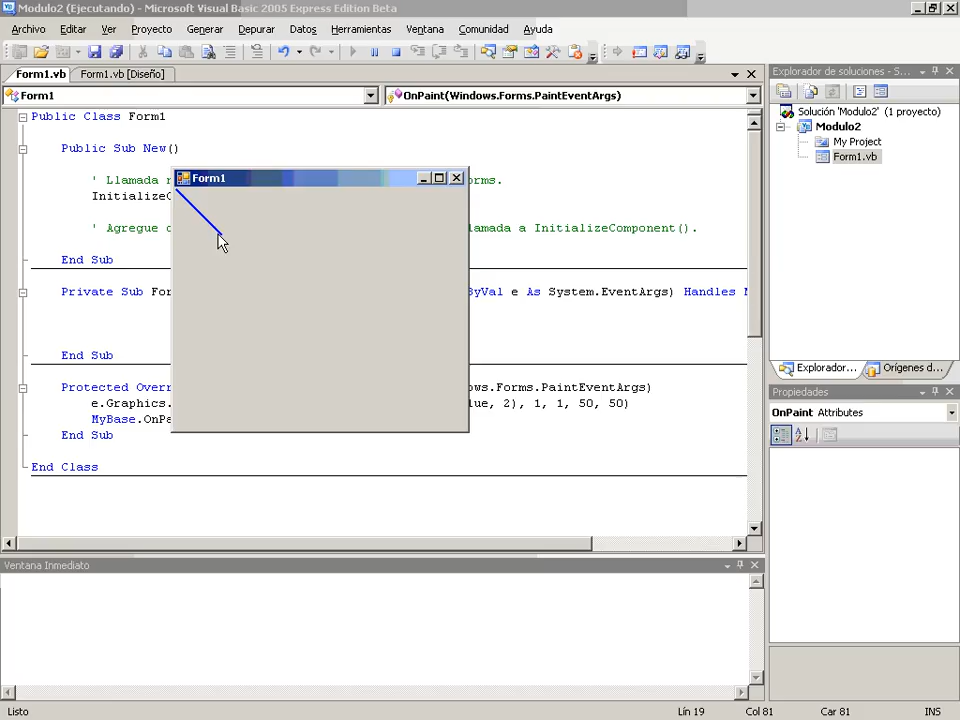 Modulo2 (Ejecutando) - Microsoft Visual Basic 2005 Express Edition Beta
Archivo Editar Ver Proyecto Generar Depurar Datos Herramientas Ventana Comunidad Ayuda
Form1.vb Form1.vb [Diseño]
Form1 OnPaint(Windows.Forms.PaintEventArgs)
Public Class Form1
Public Sub New()
' Llamada
InitializeC
' Agregue lamada a InitializeComponent().
End Sub
Private Sub For ByVal e As System.EventArgs) Handles
End Sub
Protected Overr ws.Forms.PaintEventArgs)
e.Graphics. ue, 2), 1, 1, 50, 50)
MyBase.OnPa
End Sub
End Class
Form1
Explorador de soluciones - S...
Solución 'Modulo2' (1 proyecto)
Modulo2
My Project
Form1.vb
Explorador... Orígenes d...
Propiedades
OnPaint Attributes
Ventana Inmediato
Listo Lín 19 Col 81 Car 81 INS